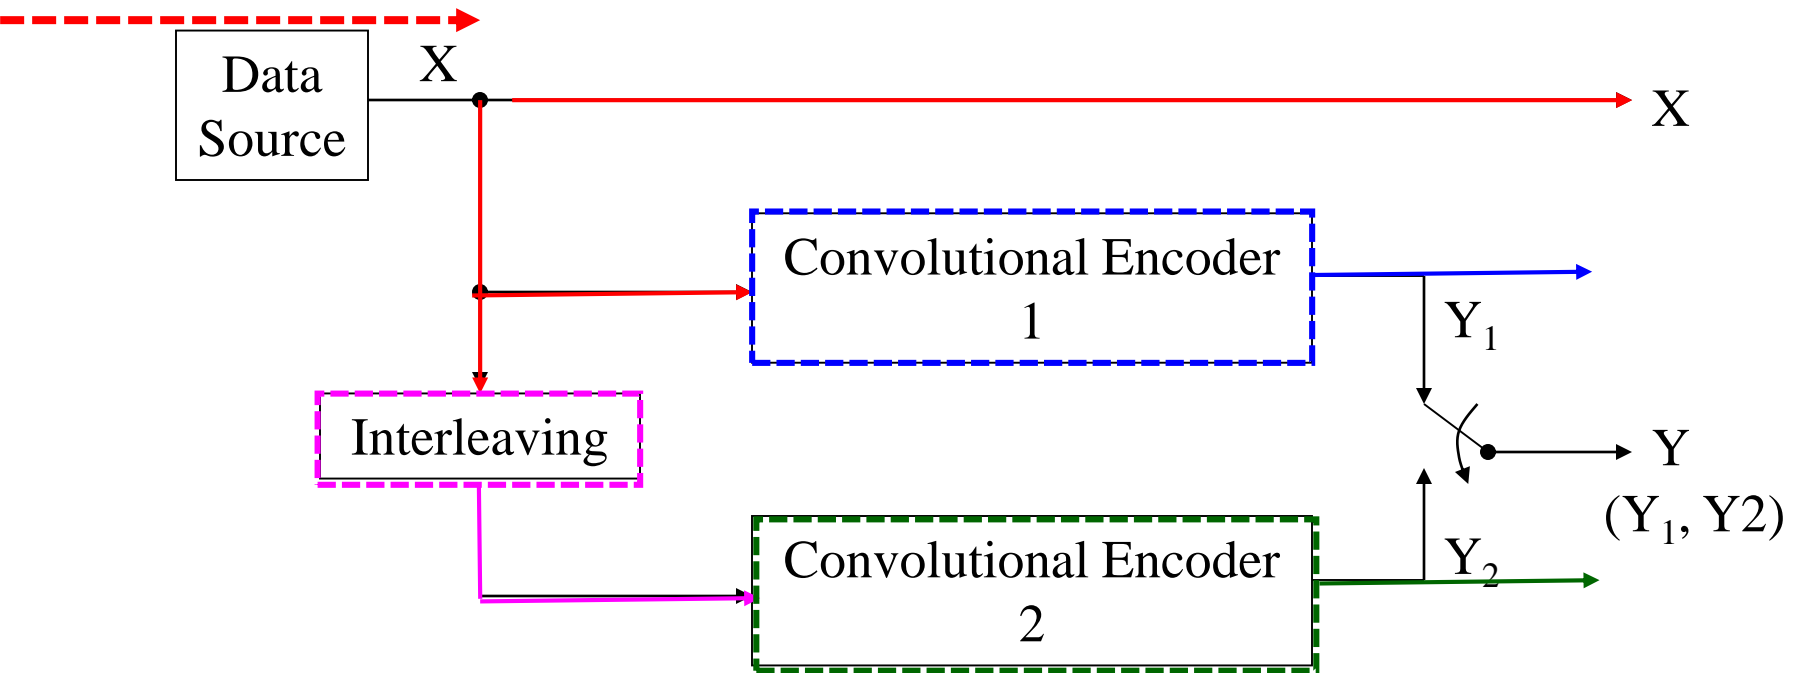 Data
Source
X
X
Convolutional Encoder
1
Y₁
Interleaving
Y
(Y₁, Y2)
Convolutional Encoder
2
Y₂